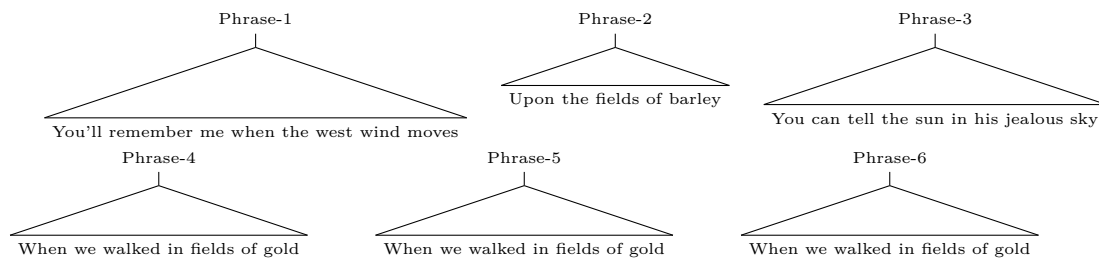 Phrase-1 Phrase-2 Phrase-3
Upon the fields of barley
You can tell the sun in his jealous sky
You'll remember me when the west wind moves
Phrase-4 Phrase-5 Phrase-6
When we walked in fields of gold When we walked in fields of gold When we walked in fields of gold